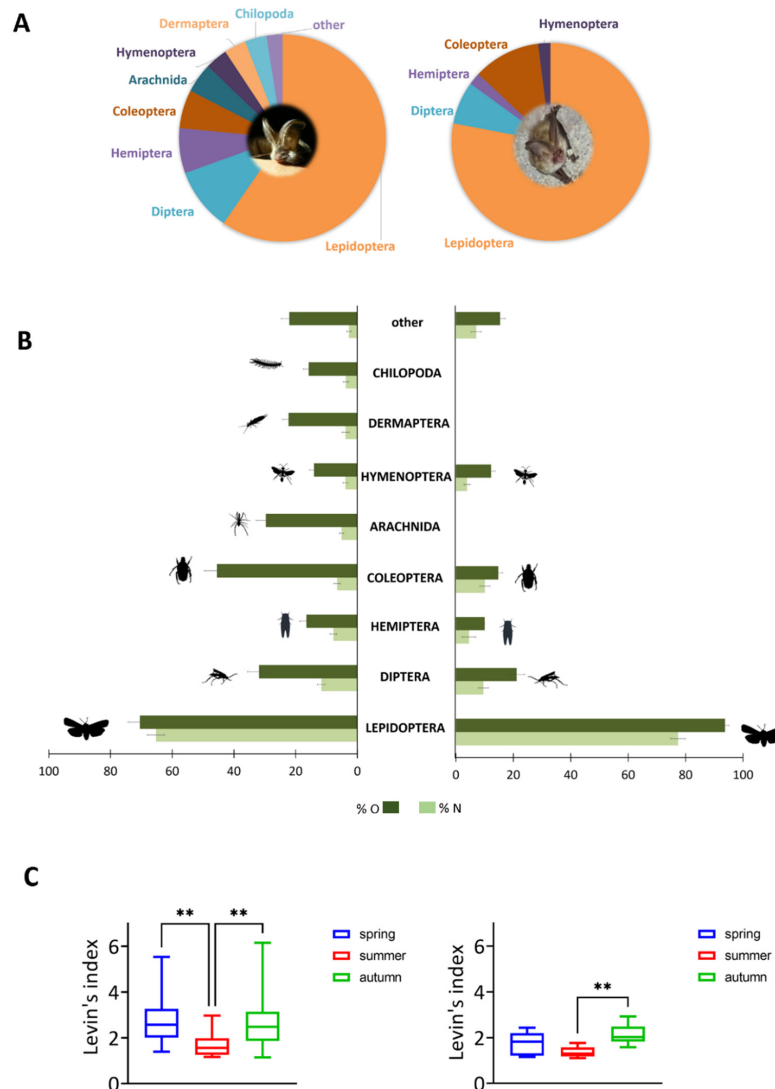 A
Chilopoda
Dermaptera
other
Hymenoptera
Arachnida
Coleoptera
Hemiptera
Diptera
Lepidoptera
Hymenoptera
Coleoptera
Hemiptera
Diptera
Lepidoptera
B
other
CHILOPODA
DERMAPTERA
HYMENOPTERA
ARACHNIDA
COLEOPTERA
HEMIPTERA
DIPTERA
LEPIDOPTERA
100 80 60 40 20 0
0 20 40 60 80 100
% O % N
C
Levin's index
6
4
2
0
** **
spring
summer
autumn
Levin's index
6
4
2
0
**
spring
summer
autumn